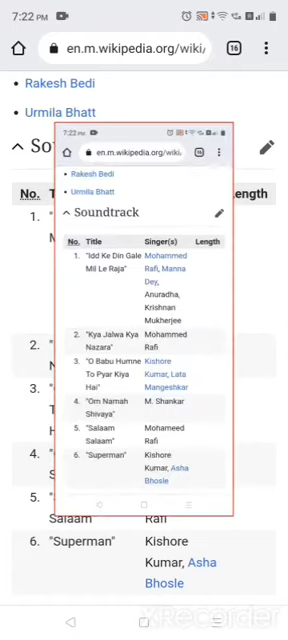 7:22 PM
en.m.wikipedia.org/wiki/
16
Rakesh Bedi
Urmila Bhatt
7:22 PM
en.m.wikipedia.org/wiki/
16
Rakesh Bedi
Urmila Bhatt
Soundtrack
No. Title Singer(s) Length
1. "Idd Ke Din Gale Mohammed
Mil Le Raja" Rafi, Manna
Dey,
Anuradha,
Krishnan
Mukherjee
2. "Kya Jalwa Kya Mohammed
Nazara" Rafi
3. "O Babu Humne Kishore
To Pyar Kiya Kumar, Lata
Hai" Mangeshkar
4. "Om Namah M. Shankar
Shivaya"
5. "Salaam Mohameed
Salaam" Rafi
6. "Superman" Kishore
Kumar, Asha
Bhosle
No.
1.
2.
3.
4.
5.
Salaam" Rafi
6. "Superman" Kishore
Kumar, Asha
Bhosle
XRecorder